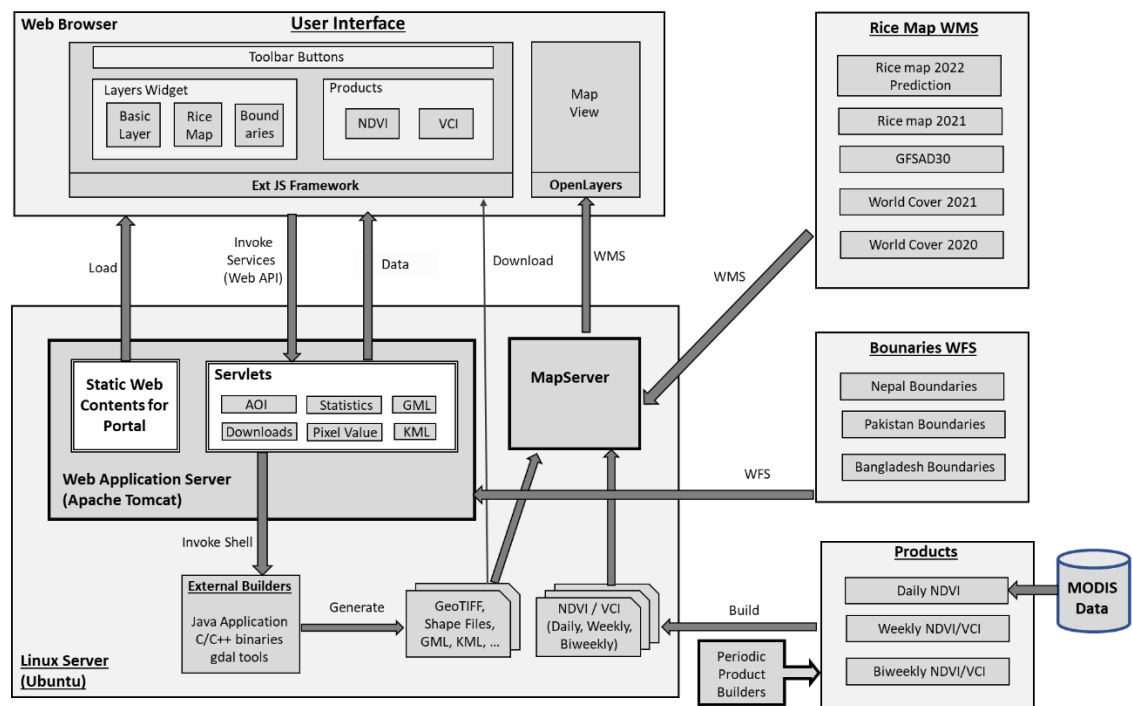 Web Browser
User Interface
Toolbar Buttons
Layers Widget
Basic
Layer
Rice
Map
Bound
aries
Products
NDVI
VCI
Ext JS Framework
Map
View
OpenLayers
Rice Map WMS
Rice map 2022
Prediction
Rice map 2021
GFSAD30
World Cover 2021
World Cover 2020
Load
Invoke
Services
(Web API)
Data
Download
WMS
WMS
Static Web
Contents for
Portal
Servlets
AOI
Statistics
GML
Downloads
Pixel Value
KML
Web Application Server
(Apache Tomcat)
MapServer
Bounaries WFS
Nepal Boundaries
Pakistan Boundaries
Bangladesh Boundaries
WFS
Invoke Shell
External Builders
Java Application
C/C++ binaries
gdal tools
Generate
GeoTIFF,
Shape Files,
GML, KML, ...
NDVI / VCI
(Daily, Weekly,
Biweekly)
Build
Linux Server
(Ubuntu)
Periodic
Product
Builders
Products
Daily NDVI
Weekly NDVI/VCI
Biweekly NDVI/VCI
MODIS
Data